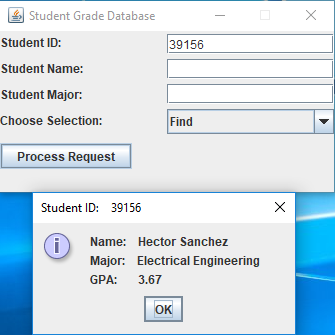 Student Grade Database
Student ID: 39156
Student Name:
Student Major:
Choose Selection: Find
Process Request
Student ID: 39156
Name: Hector Sanchez
Major: Electrical Engineering
GPA: 3.67
OK